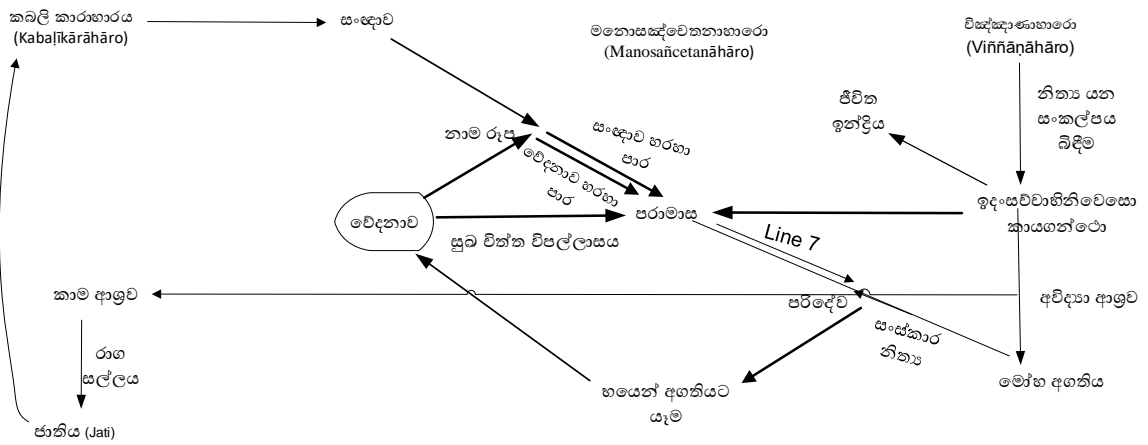 කබලි කාරාහාරය
(Kabaḷīkārāhāro)
සංඥාව
මනොසඤ්චෙතනාහාරො
(Manosañcetanāhāro)
විඤ්ඤාණාහාරො
(Viññāṇāhāro)
ජීවිත
ඉන්ද්‍රිය
නිත්‍ය යන
සංකල්පය
බිඳීම
නාම රූප
සංඥාව හරහා
පාර
වේදනාව හරහා
පාර
වේදනාව
පරාමාස
ඉදංසච්චාභිනිවෙසො
කායගන්ථො
සුඛ චිත්ත විපල්ලාසය
Line 7
කාම ආශ්‍රව
පරිදේව
අවිද්‍යා ආශ්‍රව
සංස්කාර
නිත්‍ය
රාග
සල්ලය
භයෙන් අගතියට
යෑම
මෝහ අගතිය
ජාතිය (Jati)